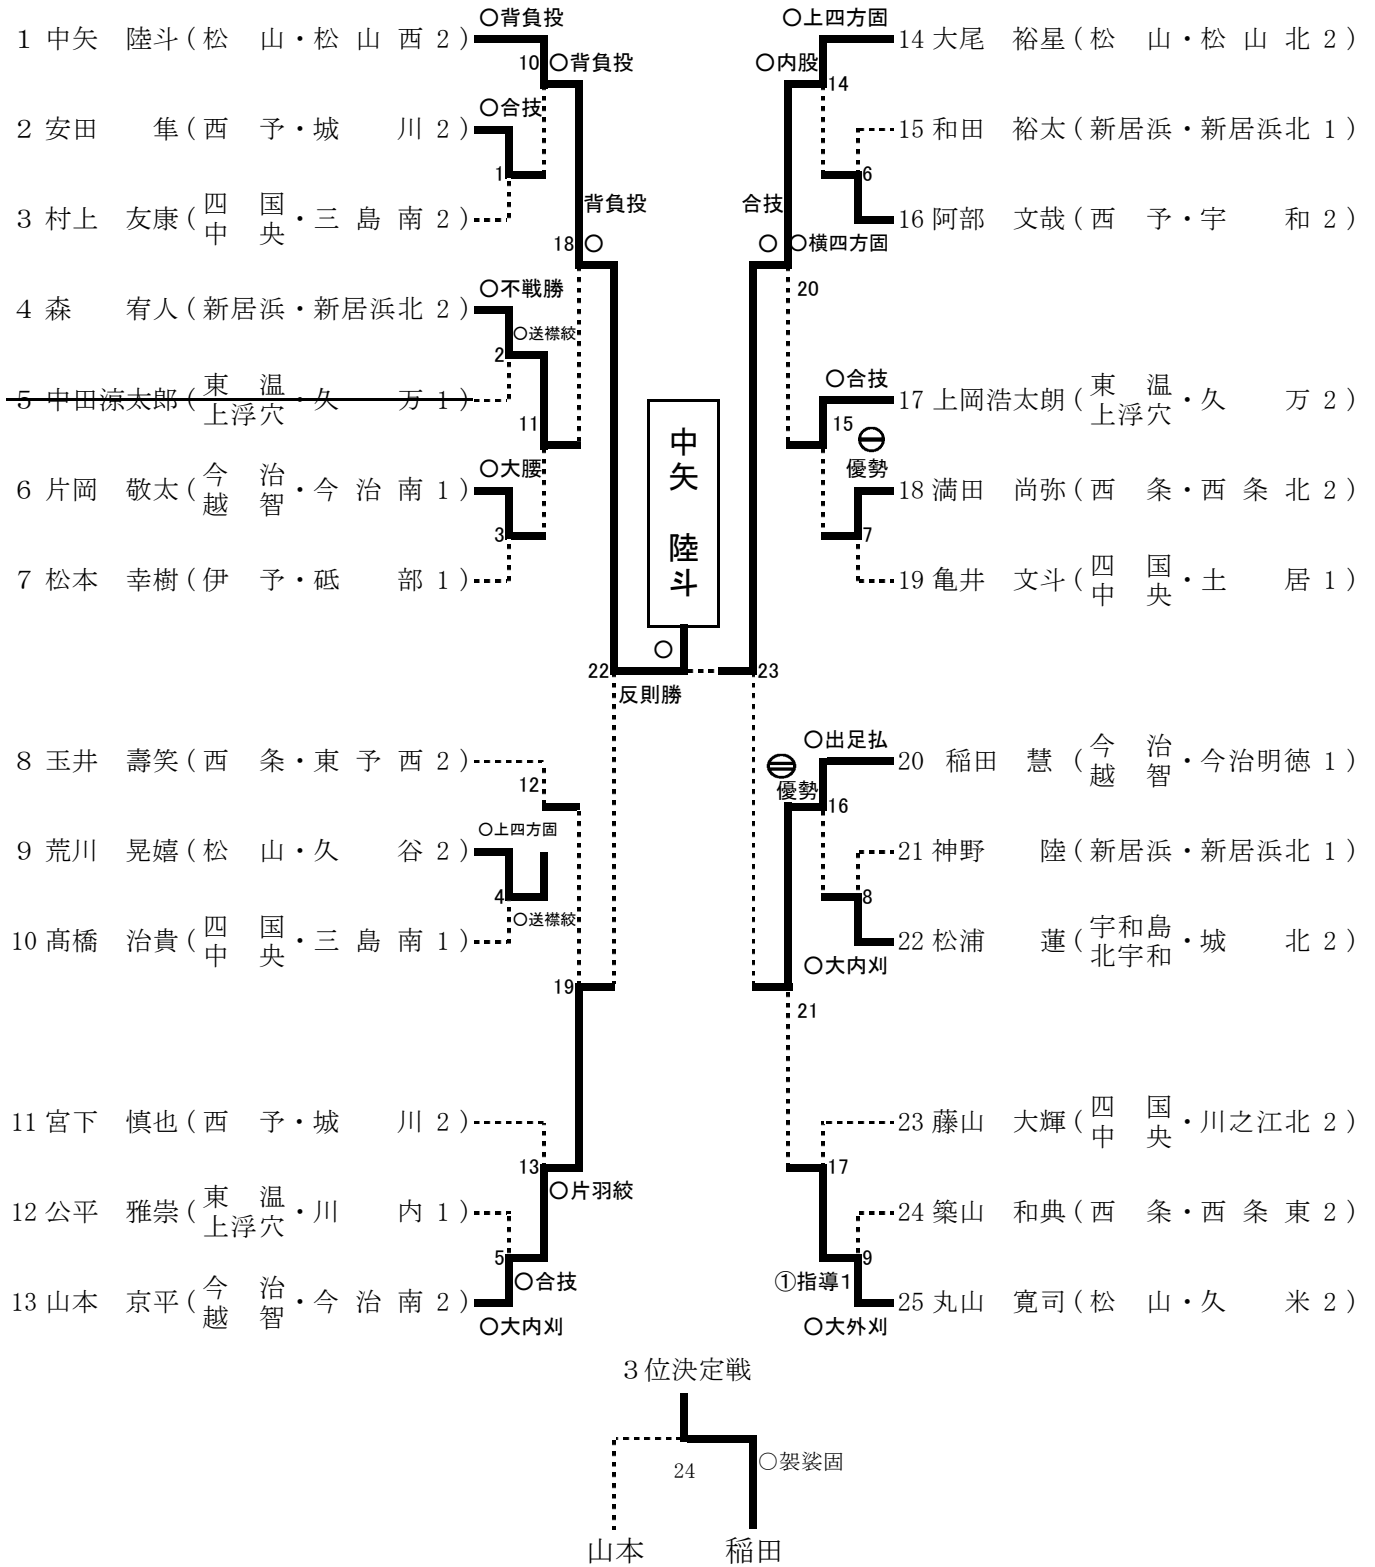 ○背負投
1 中矢　陸斗（松　山・松 山 西 2）
10 ○背負投
○合技
2 安田　　隼（西　予・城　　川 2）
1
3 村上　友康（四　国中　央・三 島 南 2）
背負投
18 ○
○不戦勝
4 森　　宥人（新居浜・新居浜北 2）
○送襟絞
2
5 中田涼太郎（東　温上浮穴・久　　万 1）
11
○大腰
6 片岡　敬太（今　治越　智・今 治 南 1）
3
7 松本　幸樹（伊　予・砥　　部 1）
22
8 玉井　壽笑（西　条・東 予 西 2）
12
○上四方固
9 荒川　晃嬉（松　山・久　　谷 2）
4
○送襟絞
10 髙橋　治貴（四　国中　央・三 島 南 1）
19
11 宮下　慎也（西　予・城　　川 2）
13
○片羽絞
12 公平　雅崇（東　温上浮穴・川　　内 1）
5
○合技
13 山本　京平（今　治越　智・今 治 南 2）
○大内刈
中矢　陸斗
○
反則勝
○上四方固
14 大尾　裕星（松　山・松 山 北 2）
○内股
14
15 和田　裕太（新居浜・新居浜北 1）
6
合技
16 阿部　文哉（西　予・宇　　和 2）
○ ○横四方固
20
○合技
17 上岡浩太朗（東　温上浮穴・久　　万 2）
15
優勢
18 満田　尚弥（西　条・西 条 北 2）
7
19 亀井　文斗（四　国中　央・土　　居 1）
23
○出足払
20 稲田　慧（今　治越　智・今治明徳 1）
優勢
16
21 神野　　陸（新居浜・新居浜北 1）
8
22 松浦　　蓮（宇和島北宇和・城　　北 2）
○大内刈
21
23 藤山　大輝（四　国中　央・川之江北 2）
17
24 築山　和典（西　条・西 条 東 2）
9
①指導1
25 丸山　寛司（松　山・久　　米 2）
○大外刈
３位決定戦
24
○袈裟固
山本　　稲田